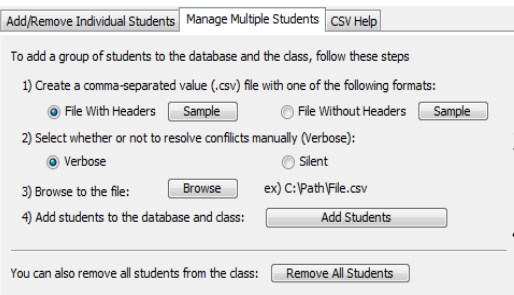 Add/Remove Individual Students Manage Multiple Students CSV Help
To add a group of students to the database and the class, follow these steps
1) Create a comma-separated value (.csv) file with one of the following formats:
File With Headers Sample File Without Headers Sample
2) Select whether or not to resolve conflicts manually (Verbose):
Verbose Silent
3) Browse to the file: Browse ex) C:\Path\File.csv
4) Add students to the database and class: Add Students
You can also remove all students from the class: Remove All Students